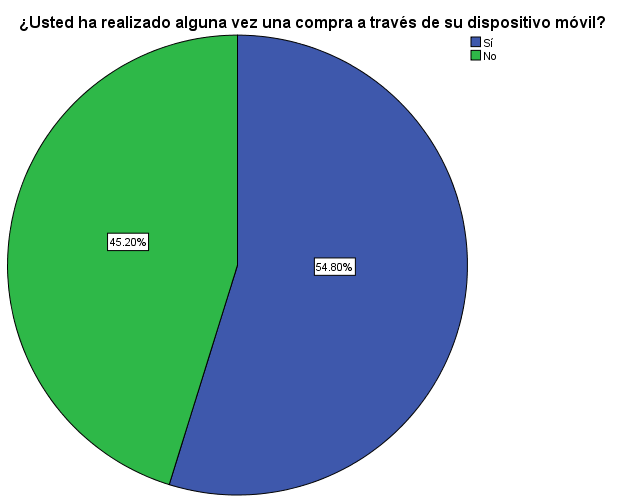 ¿Usted ha realizado alguna vez una compra a través de su dispositivo móvil?
Sí
No
45.20%
54.80%